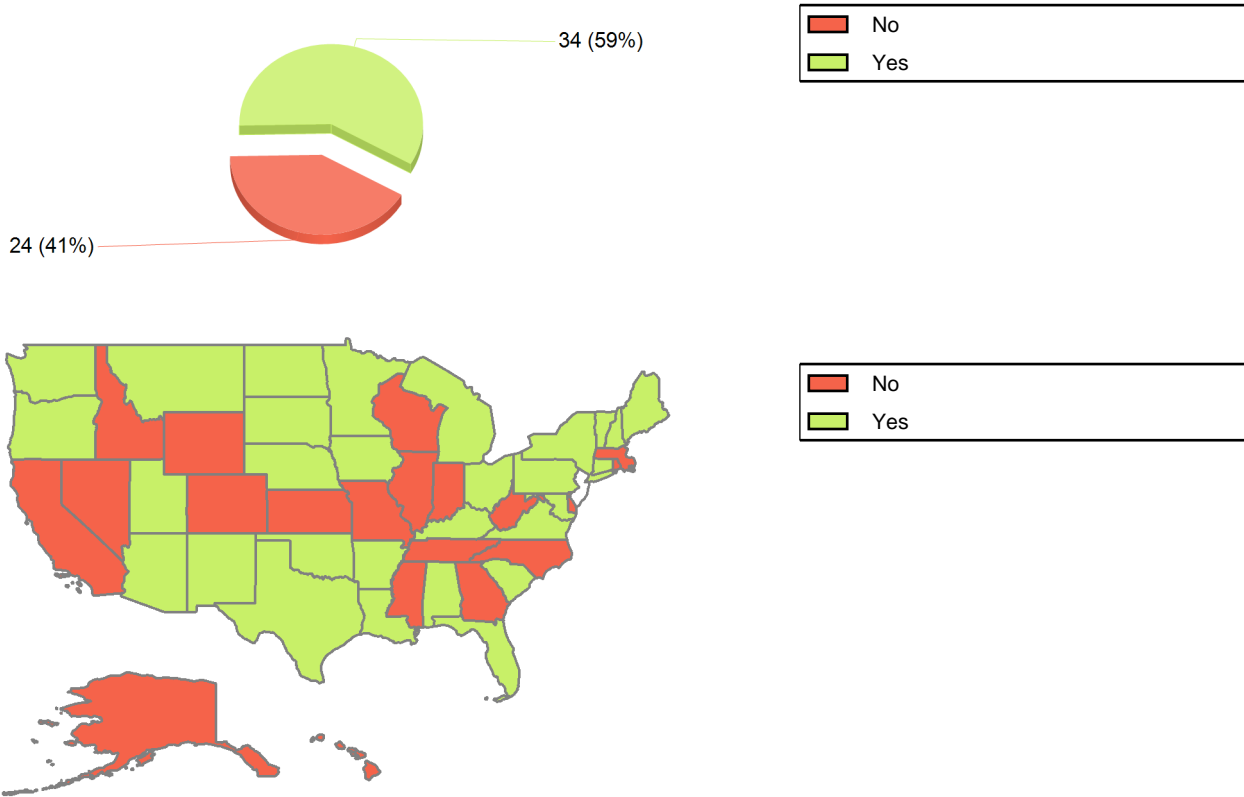 34 (59%)
24 (41%)
No
Yes
No
Yes